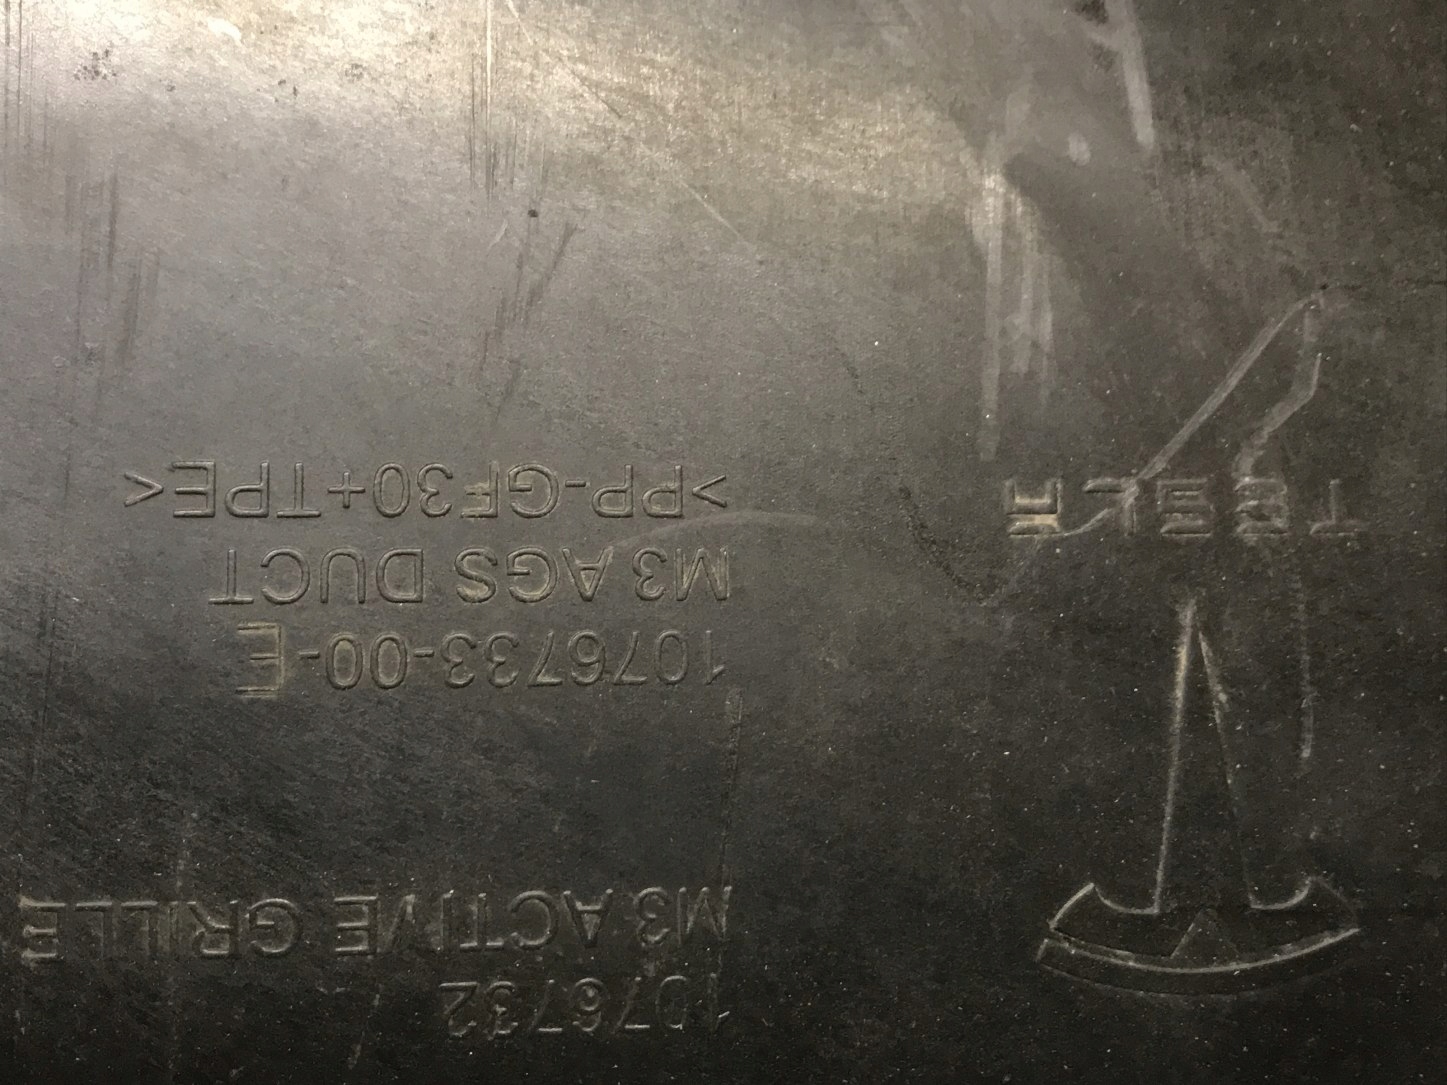 1076732
M3 ACTIVE GRILLE
1076733-00-E
M3 AGS DUCT
>PP-GF30+TPE<
TESLA